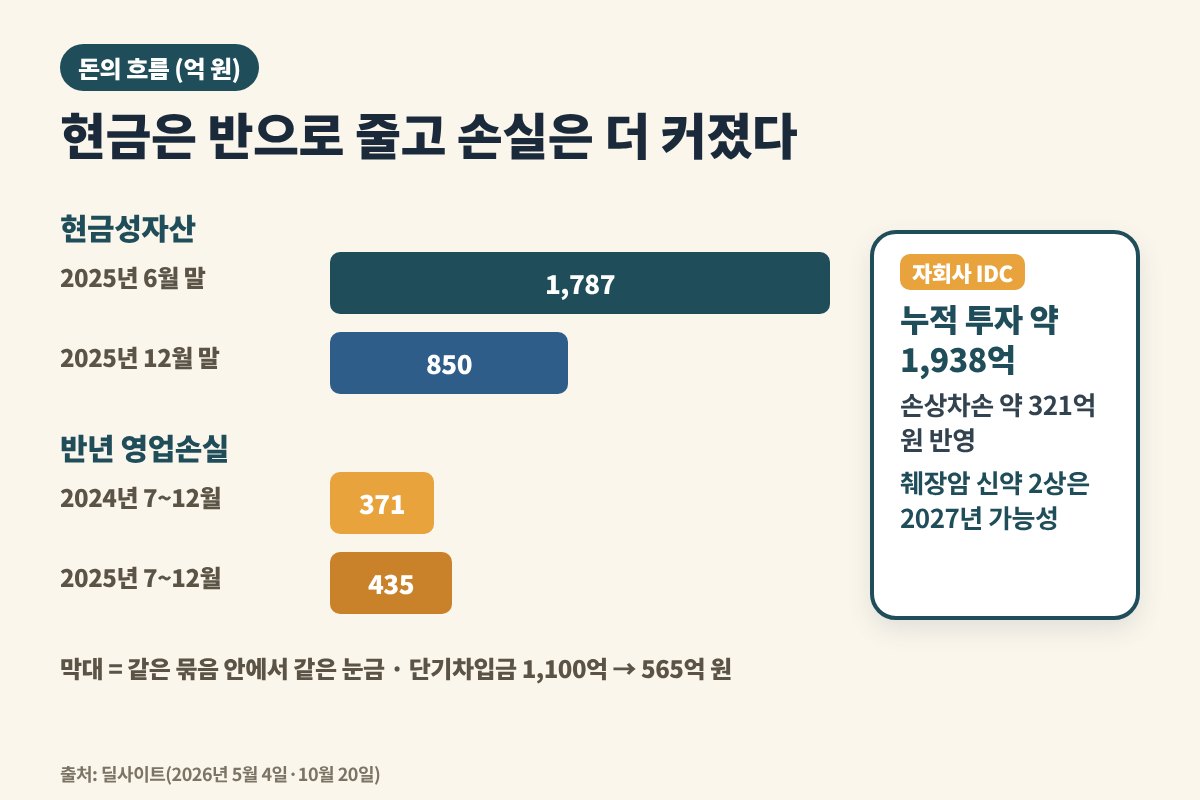 돈의 흐름 (억 원)
현금은 반으로 줄고 손실은 더 커졌다
현금성자산
2025년 6월 말
1,787
2025년 12월 말
850
반년 영업손실
2024년 7~12월
371
2025년 7~12월
435
자회사 IDC
누적 투자 약
1,938억
손상차손 약 321억
원 반영
췌장암 신약 2상은
2027년 가능성
막대 = 같은 묶음 안에서 같은 눈금 · 단기차입금 1,100억 → 565억 원
출처: 딜사이트(2026년 5월 4일·10월 20일)